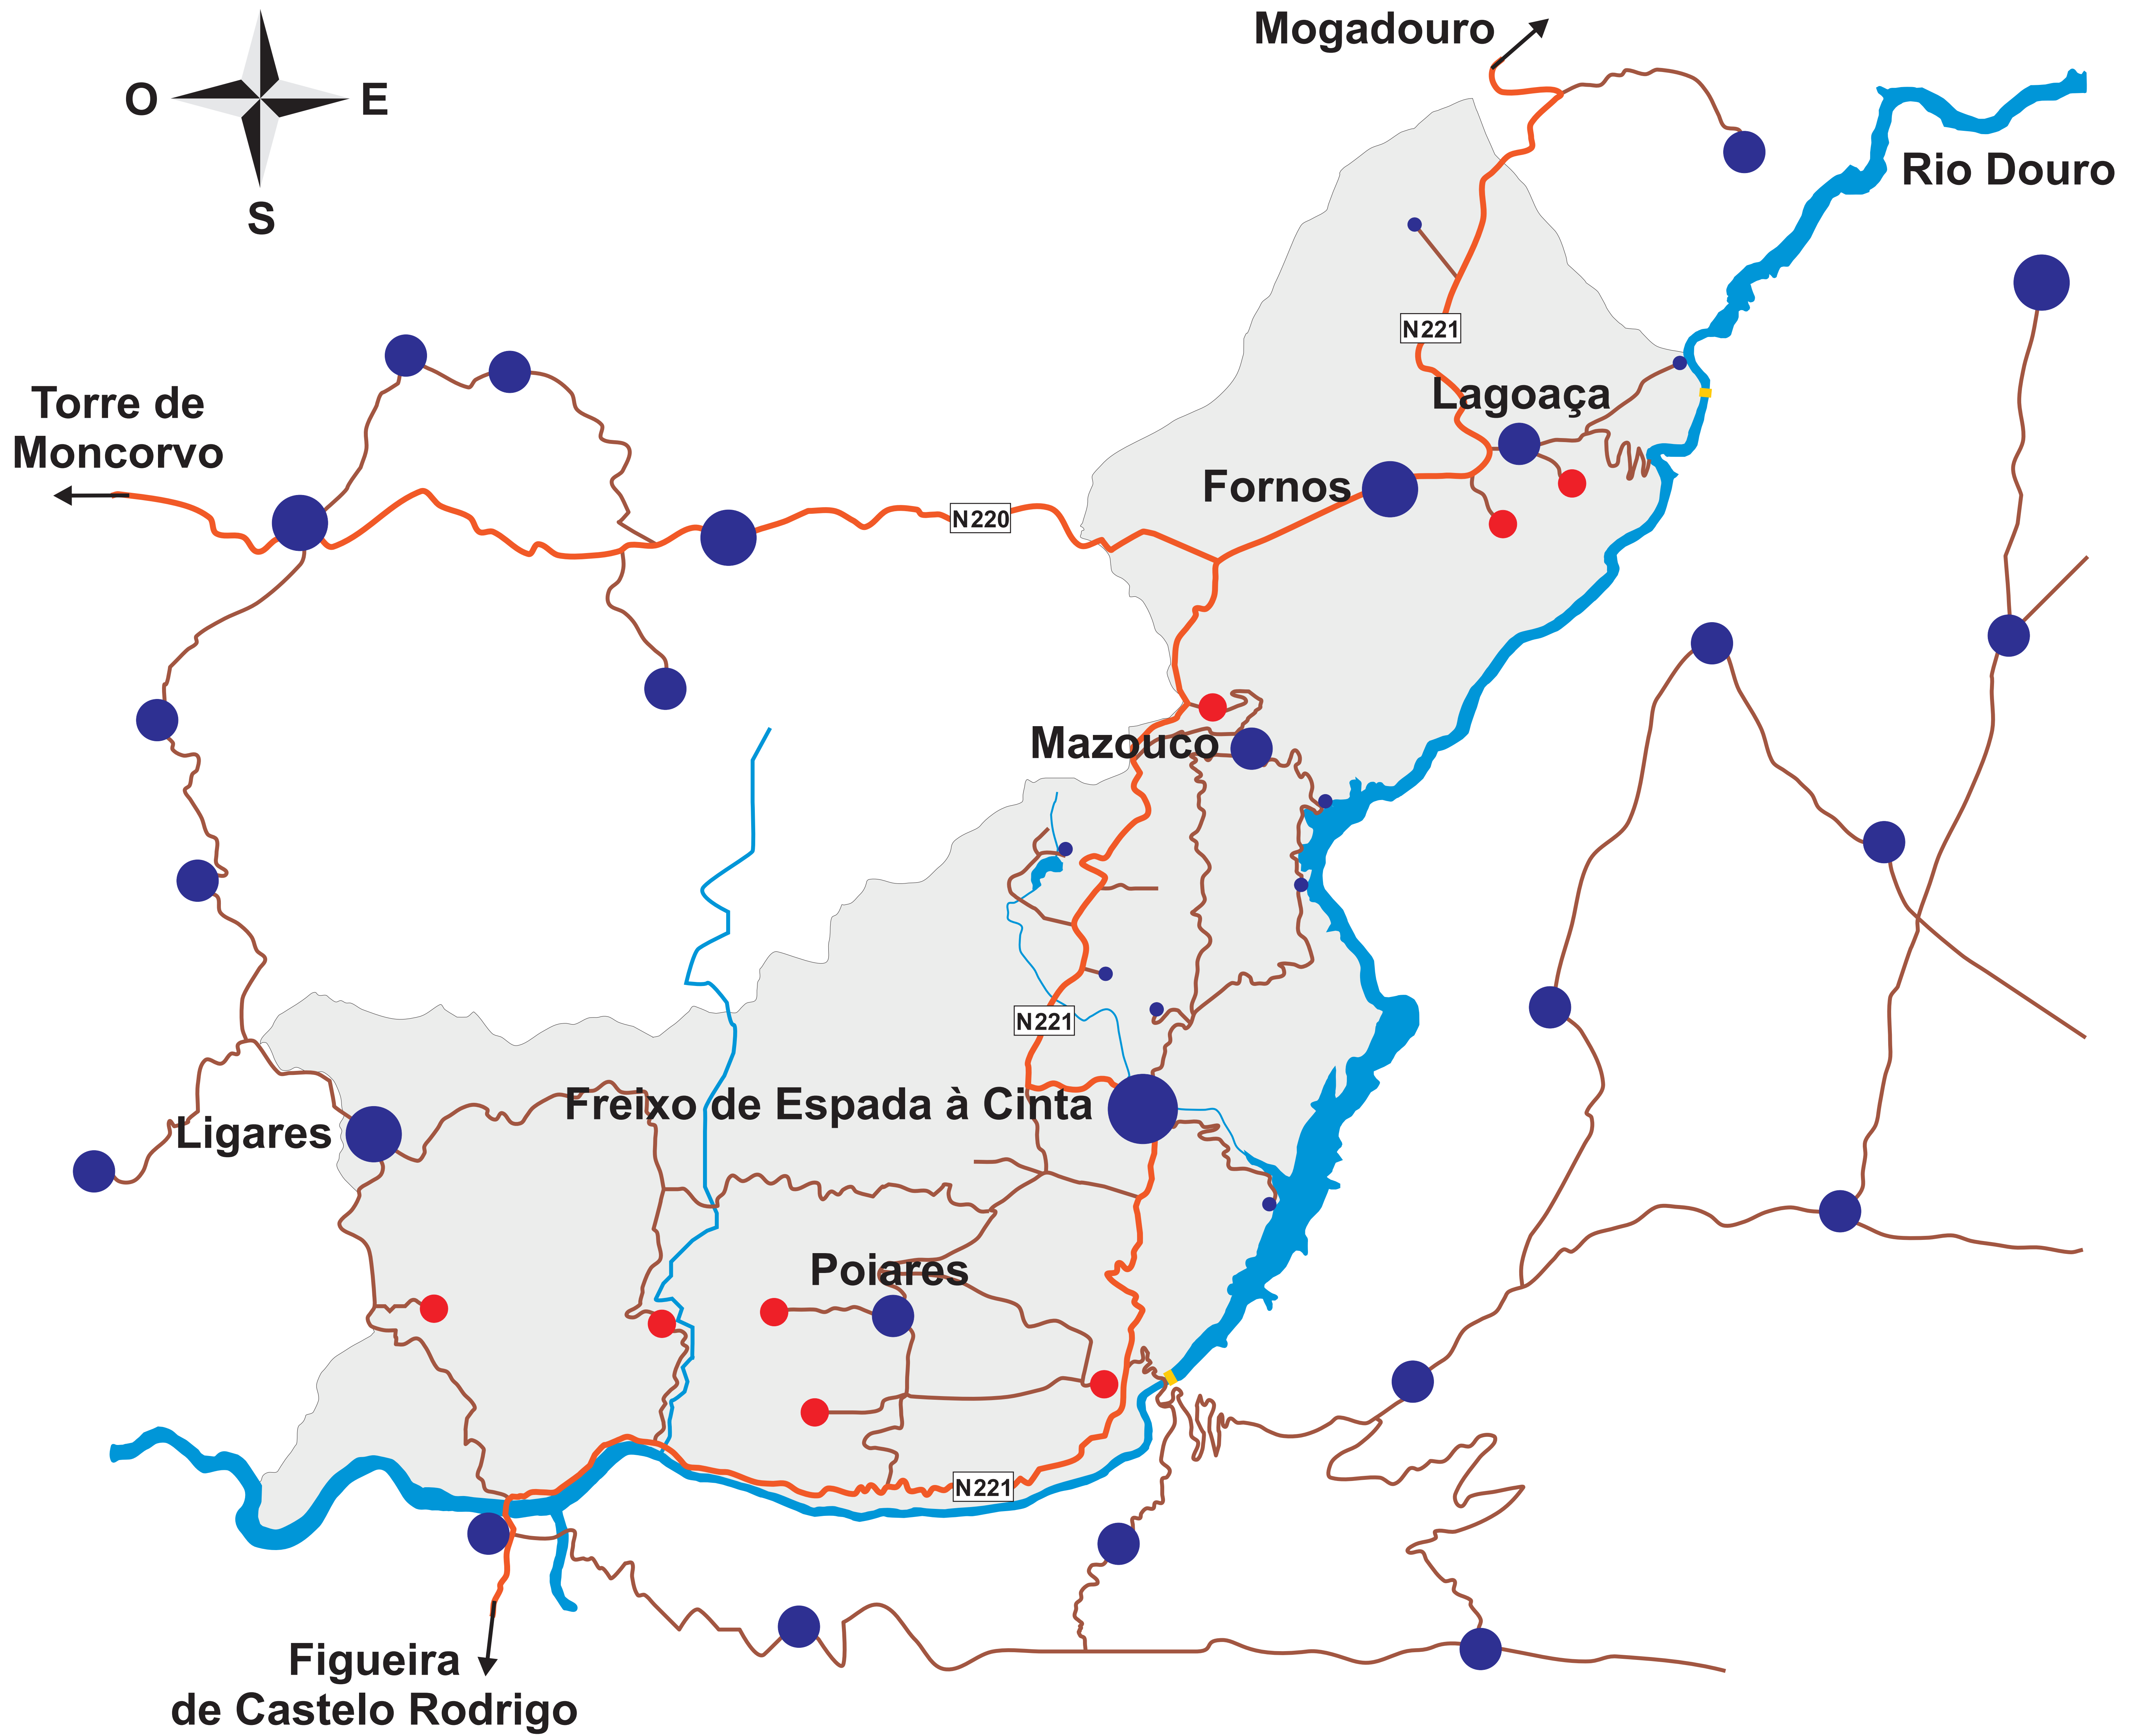 Mogadouro
O
E
S
Rio Douro
N221
Torre de
Moncorvo
Lagoaça
Fornos
N220
Mazouco
N221
Freixo de Espada à Cinta
Ligares
Poiares
N221
Figueira
de Castelo Rodrigo